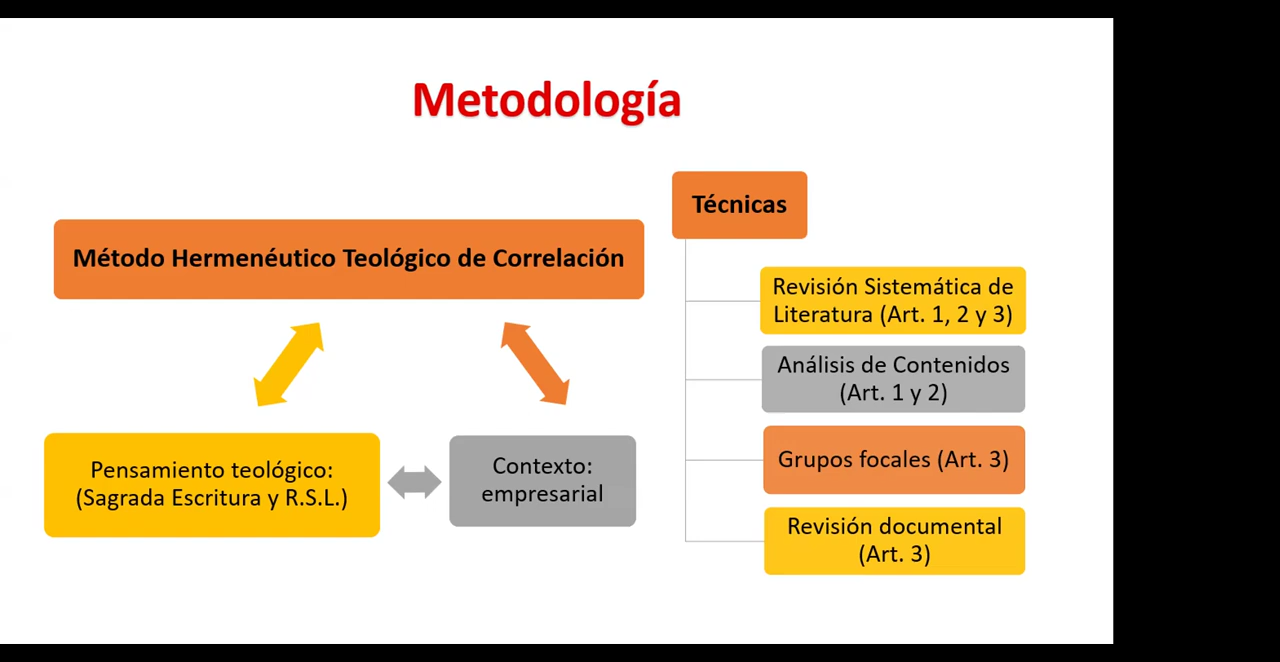 Metodología
Método Hermenéutico Teológico de Correlación
Pensamiento teológico:
(Sagrada Escritura y R.S.L.)
Contexto:
empresarial
Técnicas
Revisión Sistemática de
Literatura (Art. 1, 2 y 3)
Análisis de Contenidos
(Art. 1 y 2)
Grupos focales (Art. 3)
Revisión documental
(Art. 3)